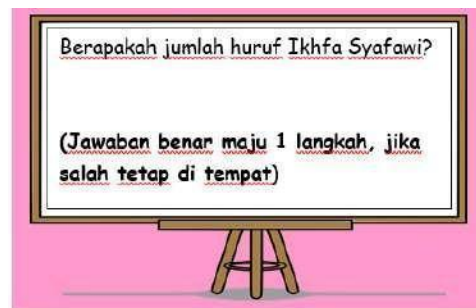 Berapakah jumlah huruf Ikhfa Syafawi?
(Jawaban benar maju 1 langkah, jika
salah tetap di tempat)